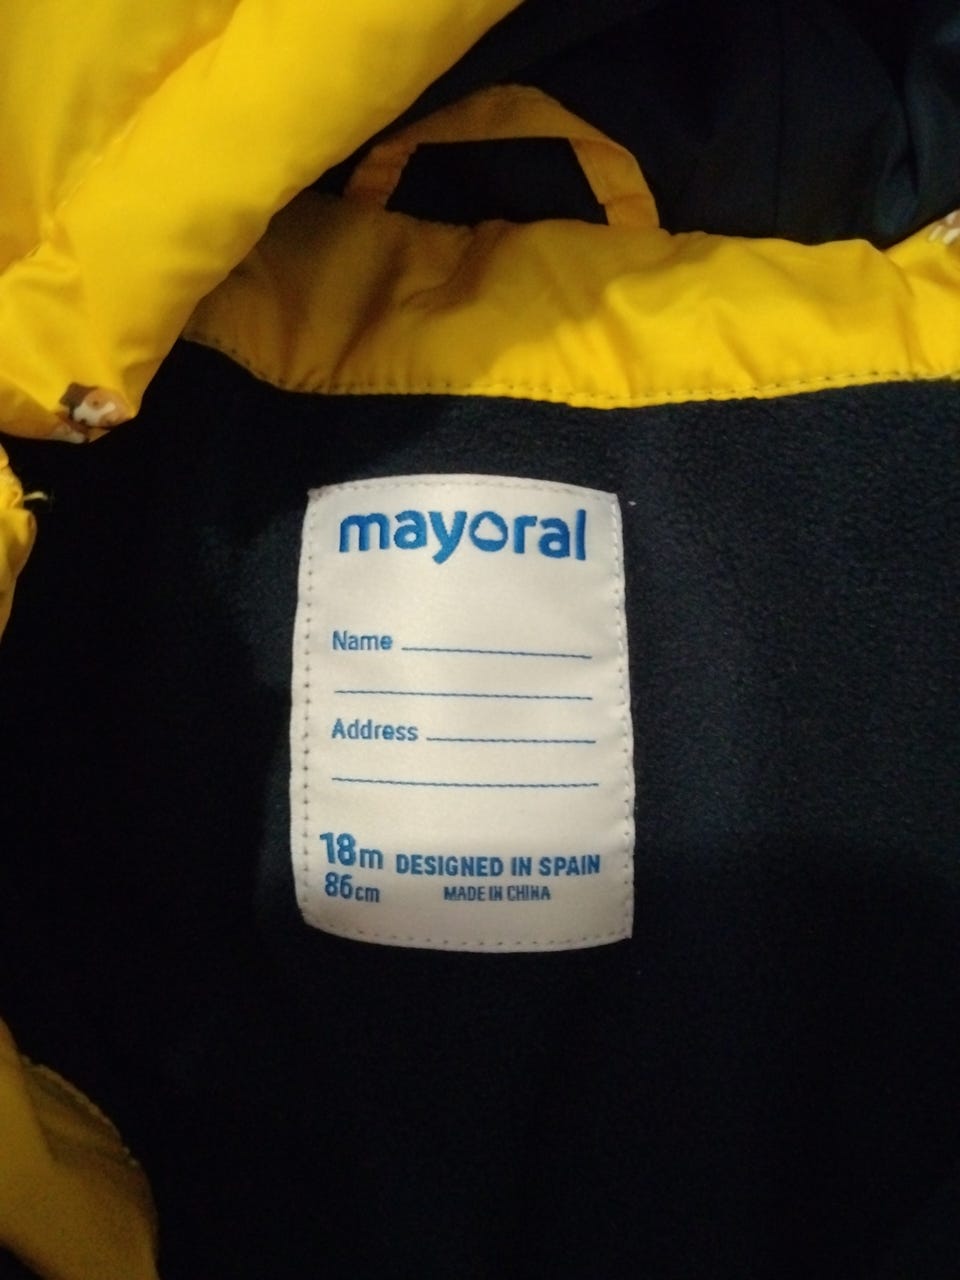 mayoral
Name
Address
18m DESIGNED IN SPAIN
86cm MADE IN CHINA